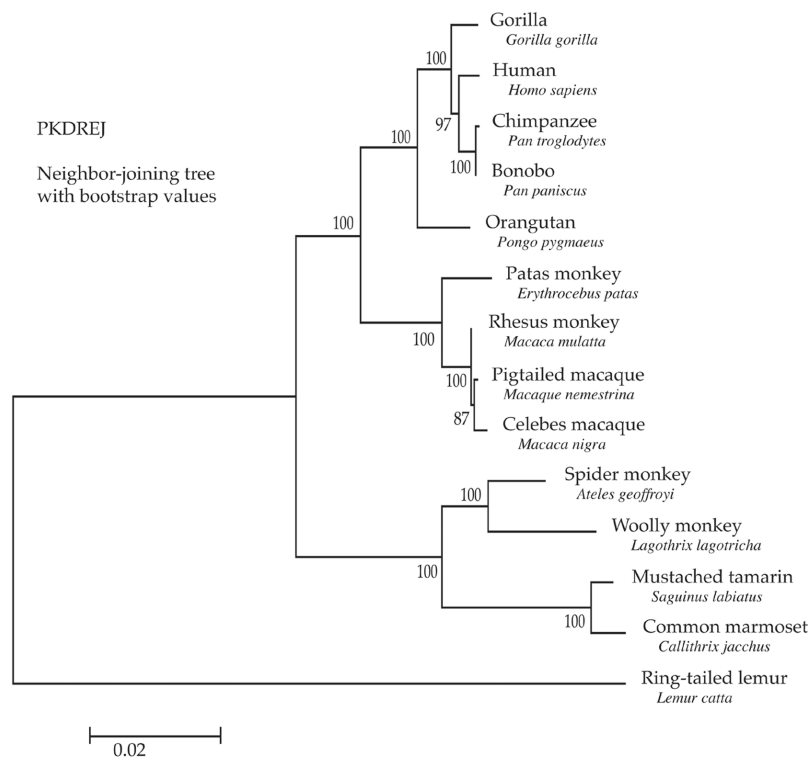 Gorilla
Gorilla gorilla
100
Human
Homo sapiens
97
Chimpanzee
Pan troglodytes
100
Bonobo
Pan paniscus
PKDREJ
Neighbor-joining tree
with bootstrap values
100
Orangutan
Pongo pygmaeus
100
Patas monkey
Erythrocebus patas
100
Rhesus monkey
Macaca mulatta
100
Pigtailed macaque
Macaque nemestrina
87
Celebes macaque
Macaca nigra
Spider monkey
Ateles geoffroyi
100
Woolly monkey
Lagothrix lagotricha
100
Mustached tamarin
Saguinus labiatus
100
Common marmoset
Callithrix jacchus
Ring-tailed lemur
Lemur catta
0.02